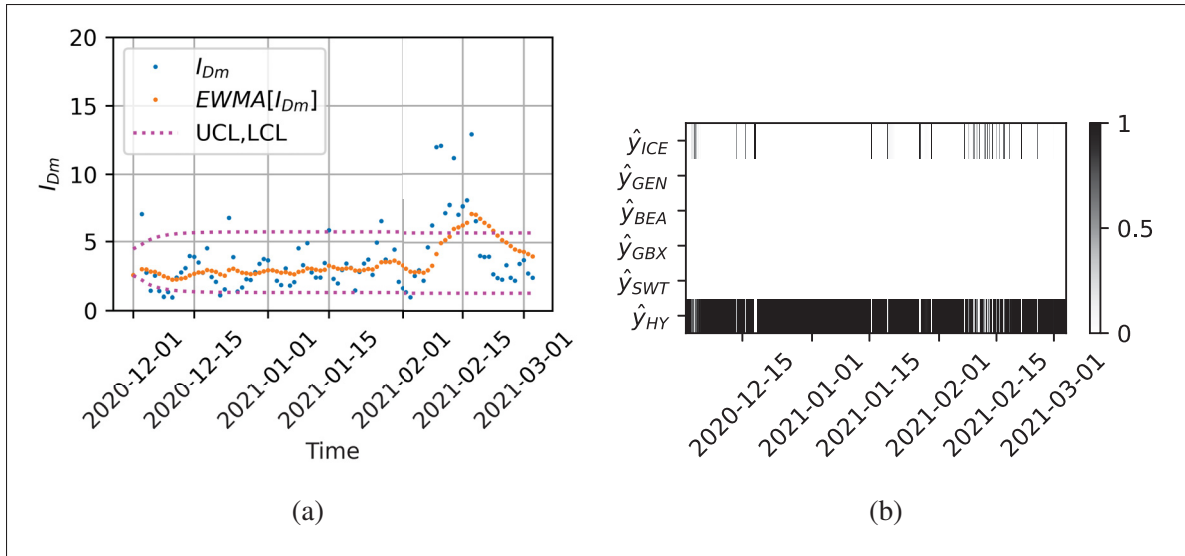 20
15
10
5
0
I_Dm
I_Dm
EWMA[I_Dm]
UCL,LCL
2020-12-01
2020-12-15
2021-01-01
2021-01-15
2021-02-01
2021-02-15
2021-03-01
Time
(a)
ŷ_ICE
ŷ_GEN
ŷ_BEA
ŷ_GBX
ŷ_SWT
ŷ_HY
2020-12-15
2021-01-01
2021-01-15
2021-02-01
2021-02-15
2021-03-01
1
0.5
0
(b)